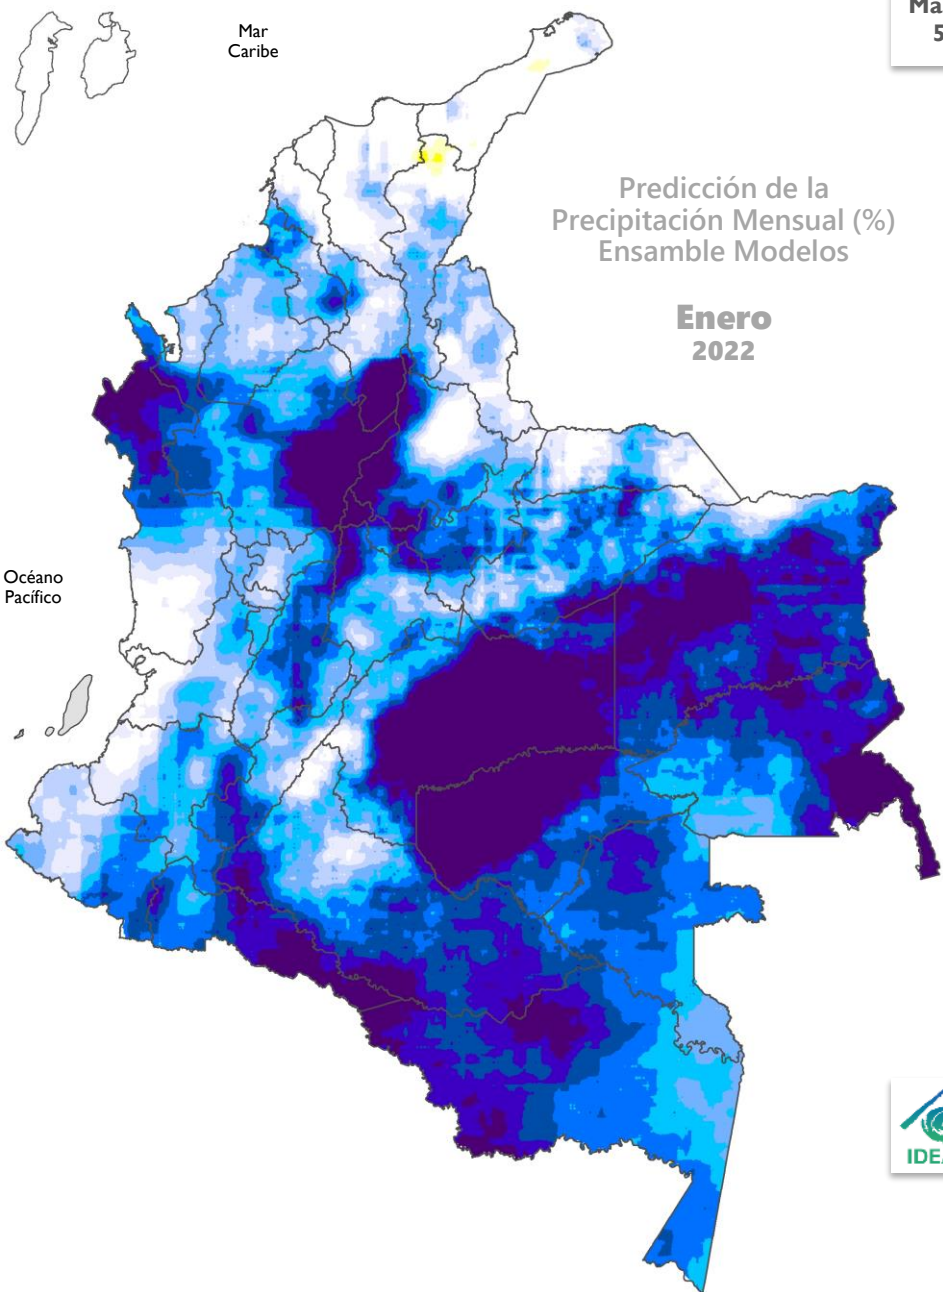 Mar
Caribe
Predicción de la
Precipitación Mensual (%)
Ensamble Modelos
Enero
2022
Océano
Pacífico